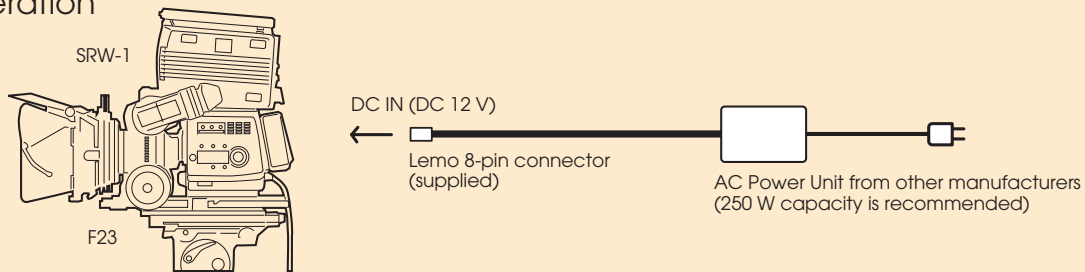 SRW-1
F23
DC IN (DC 12 V)
Lemo 8-pin connector
(supplied)
AC Power Unit from other manufacturers
(250 W capacity is recommended)